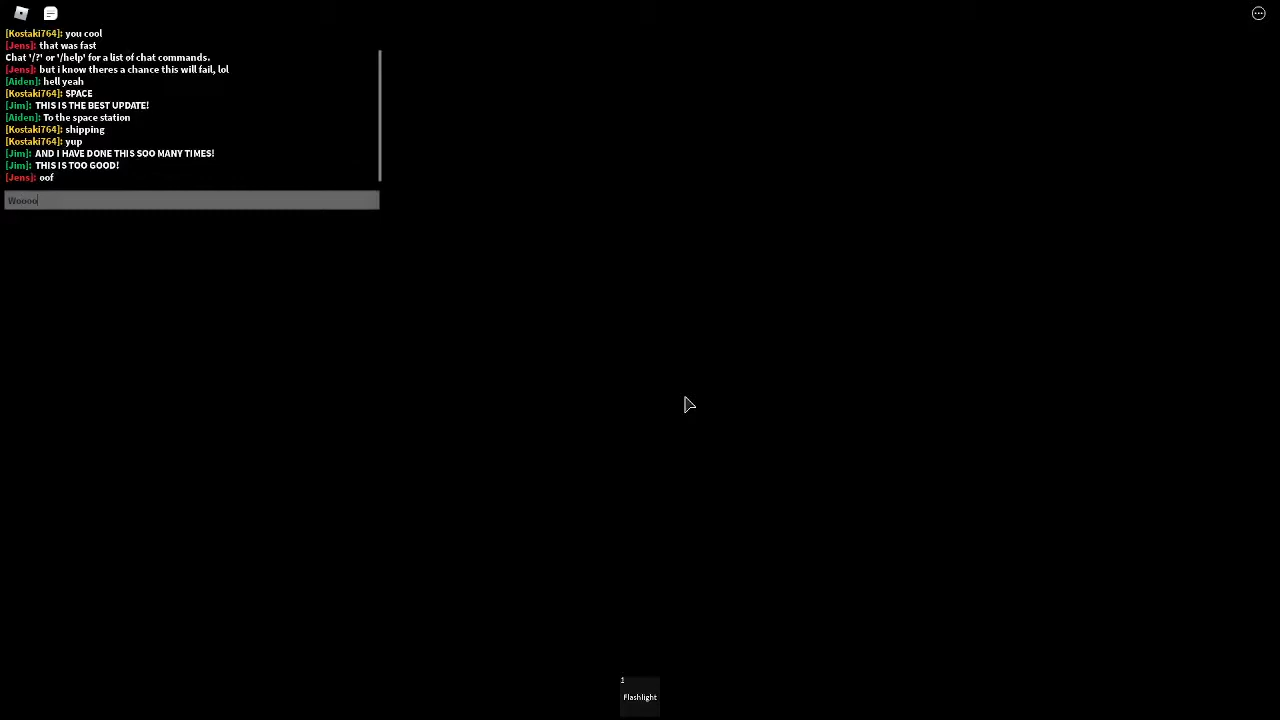 [Kostaki764]: you cool
[Jens]: that was fast
Chat '/?' or '/help' for a list of chat commands.
[Jens]: but i know theres a chance this will fail, lol
[Aiden]: hell yeah
[Kostaki764]: SPACE
[Jim]: THIS IS THE BEST UPDATE!
[Aiden]: To the space station
[Kostaki764]: shipping
[Kostaki764]: yup
[Jim]: AND I HAVE DONE THIS SOO MANY TIMES!
[Jim]: THIS IS TOO GOOD!
[Jens]: oof
Woooo
1
Flashlight